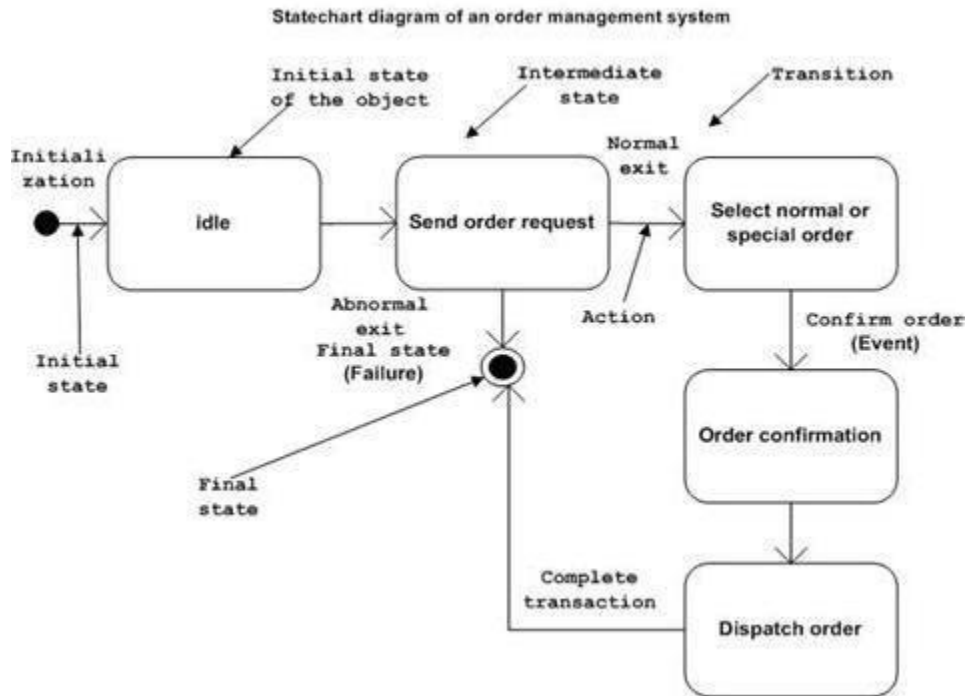 Statechart diagram of an order management system
Initial state
of the object
Intermediate
state
Transition
Initiali
zation
Normal
exit
idle
Send order request
Select normal or
special order
Abnormal
exit
Final state
(Failure)
Action
Confirm order
(Event)
Initial
state
Order confirmation
Final
state
Complete
transaction
Dispatch order